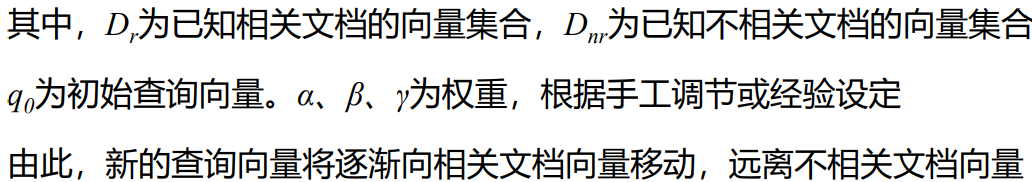 其中，Dr为已知相关文档的向量集合，Dnr为已知不相关文档的向量集合
q0为初始查询向量。α、β、γ为权重，根据手工调节或经验设定
由此，新的查询向量将逐渐向相关文档向量移动，远离不相关文档向量